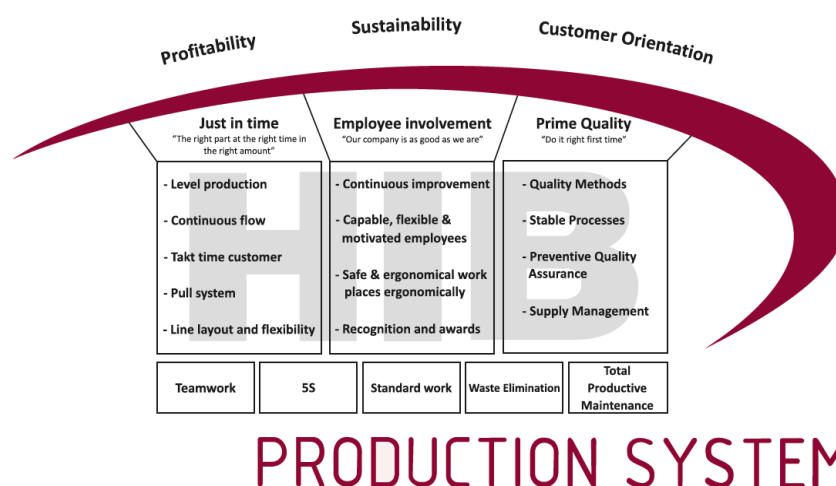 Profitability
Sustainability
Customer Orientation
Just in time
"The right part at the right time in
the right amount"
Employee involvement
"Our company is as good as we are"
Prime Quality
"Do it right first time"
HIB
- Level production
- Continuous flow
- Takt time customer
- Pull system
- Line layout and flexibility
- Continuous improvement
- Capable, flexible &
motivated employees
- Safe & ergonomical work
places ergonomically
- Recognition and awards
- Quality Methods
- Stable Processes
- Preventive Quality
Assurance
- Supply Management
Teamwork
5S
Standard work
Waste Elimination
Total
Productive
Maintenance
PRODUCTION SYSTEM